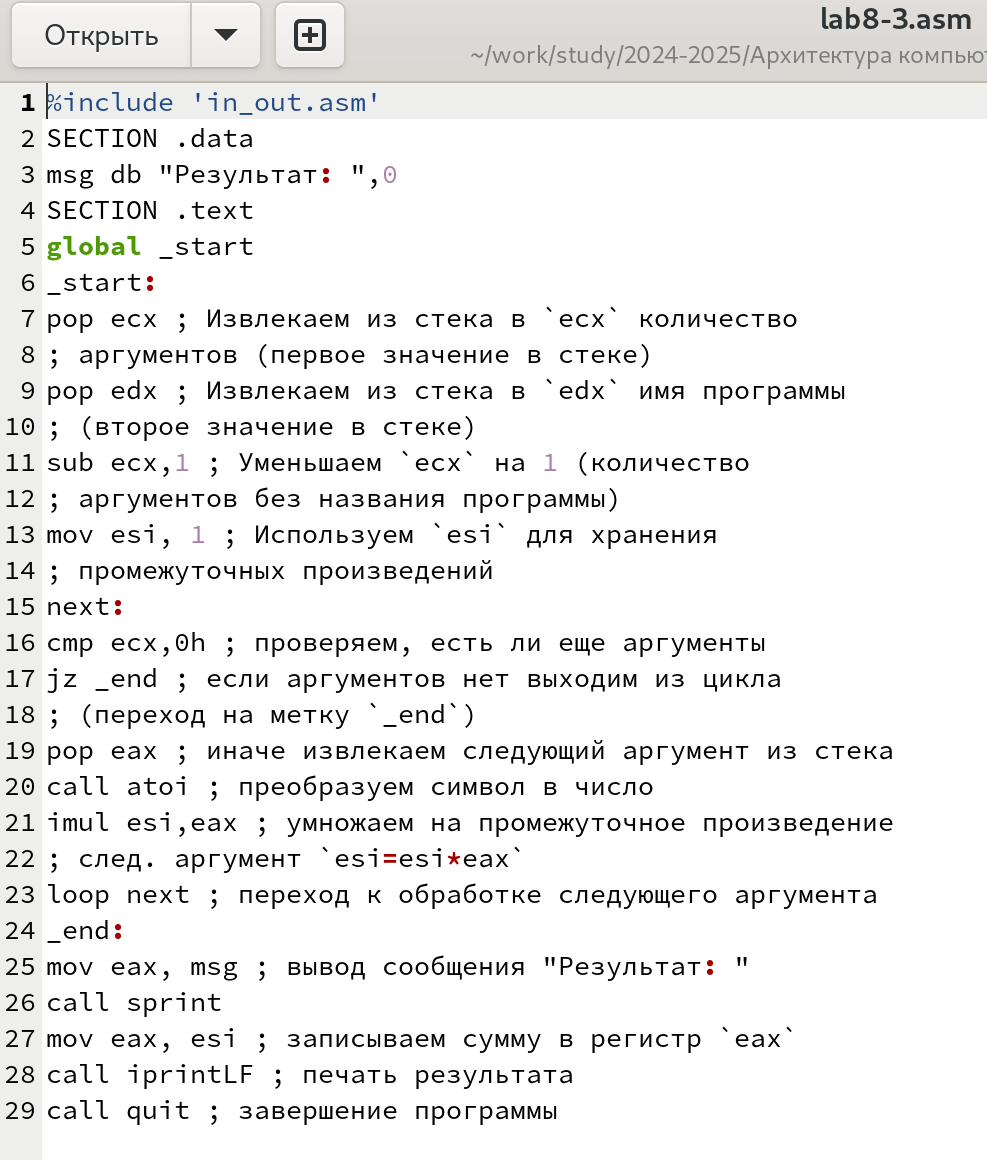 Открыть
lab8-3.asm
~/work/study/2024-2025/Архитектура
1 %include 'in_out.asm'
2 SECTION .data
3 msg db "Результат: ",0
4 SECTION .text
5 global _start
6 _start:
7 pop ecx ; Извлекаем из стека в `ecx` количество
8 ; аргументов (первое значение в стеке)
9 pop edx ; Извлекаем из стека в `edx` имя программы
10 ; (второе значение в стеке)
11 sub ecx,1 ; Уменьшаем `ecx` на 1 (количество
12 ; аргументов без названия программы)
13 mov esi, 1 ; Используем `esi` для хранения
14 ; промежуточных произведений
15 next:
16 cmp ecx,0h ; проверяем, есть ли еще аргументы
17 jz _end ; если аргументов нет выходим из цикла
18 ; (переход на метку `_end`)
19 pop eax ; иначе извлекаем следующий аргумент из стека
20 call atoi ; преобразуем символ в число
21 imul esi,eax ; умножаем на промежуточное произведение
22 ; след. аргумент `esi=esi*eax`
23 loop next ; переход к обработке следующего аргумента
24 _end:
25 mov eax, msg ; вывод сообщения "Результат: "
26 call sprint
27 mov eax, esi ; записываем сумму в регистр `eax`
28 call iprintLF ; печать результата
29 call quit ; завершение программы